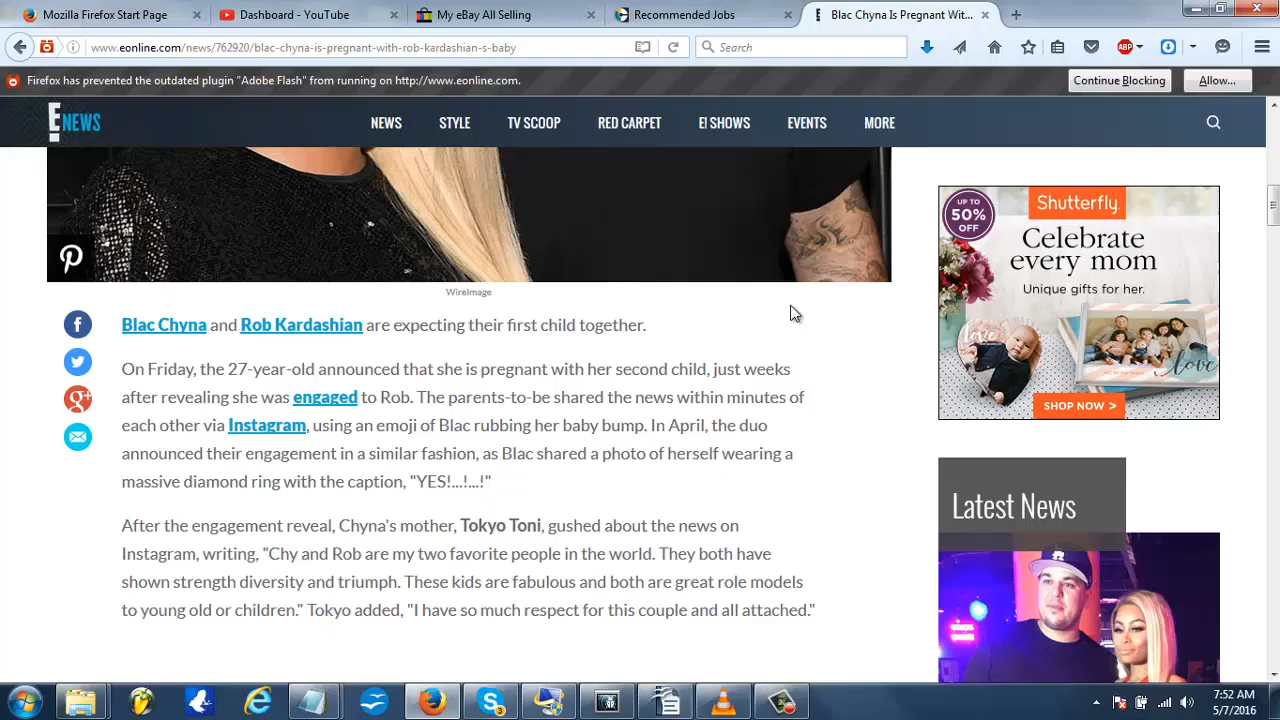 Mozilla Firefox Start Page
Dashboard - YouTube
My eBay All Selling
Recommended Jobs
Blac Chyna Is Pregnant Wit...
www.eonline.com/news/762920/blac-chyna-is-pregnant-with-rob-kardashian-s-baby
Search
ABP
Firefox has prevented the outdated plugin "Adobe Flash" from running on http://www.eonline.com.
Continue Blocking
Allow...
E! NEWS
NEWS
STYLE
TV SCOOP
RED CARPET
E! SHOWS
EVENTS
MORE
WireImage
Blac Chyna and Rob Kardashian are expecting their first child together.
On Friday, the 27-year-old announced that she is pregnant with her second child, just weeks
after revealing she was engaged to Rob. The parents-to-be shared the news within minutes of
each other via Instagram, using an emoji of Blac rubbing her baby bump. In April, the duo
announced their engagement in a similar fashion, as Blac shared a photo of herself wearing a
massive diamond ring with the caption, "YES!...!...!"
After the engagement reveal, Chyna's mother, Tokyo Toni, gushed about the news on
Instagram, writing, "Chy and Rob are my two favorite people in the world. They both have
shown strength diversity and triumph. These kids are fabulous and both are great role models
to young old or children." Tokyo added, "I have so much respect for this couple and all attached."
UP TO
50%
OFF
Shutterfly.
Celebrate
every mom
Unique gifts for her.
love
love
SHOP NOW >
Latest News
7:52 AM
5/7/2016